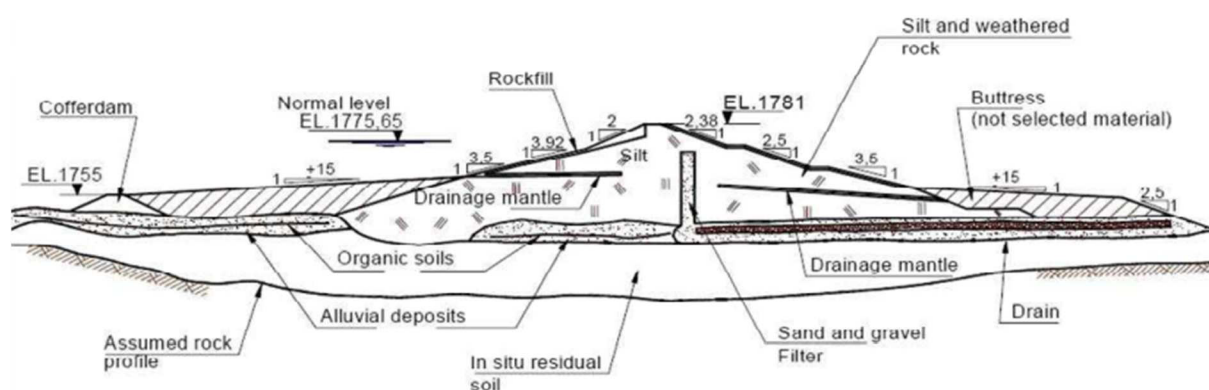 Silt and weathered
rock
Rockfill
Cofferdam
Normal level
EL.1775,65
EL.1781
Buttress
(not selected material)
EL.1755
1
+15
1
3,5
1
3.92
1
2
Silt
2,38
1
2,5
1
3,5
1
+15
1
2,5
1
Drainage mantle
Organic soils
Drainage mantle
Alluvial deposits
Drain
Assumed rock
profile
In situ residual
soil
Sand and gravel
Filter